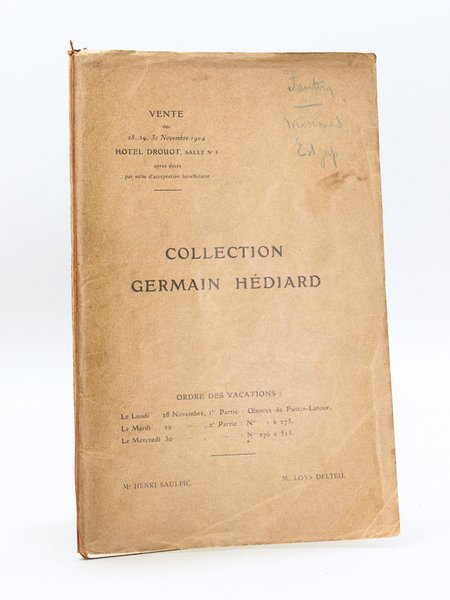 VENTE
des
28, 29, 30 Novembre 1904
HOTEL DROUOT, SALLE N° 8
après décès
par suite d'acceptation bénéficiaire
Fantin
COLLECTION
GERMAIN HÉDIARD
ORDRE DES VACATIONS :
Le Lundi 28 Novembre, 1re Partie : Œuvres de Fantin-Latour.
Le Mardi 29 — , 2e Partie : Nos 1 à 275.
Le Mercredi 30 — , — : Nos 276 à 515.
Me HENRI SAULPIC.
M. LOYS DELTEIL